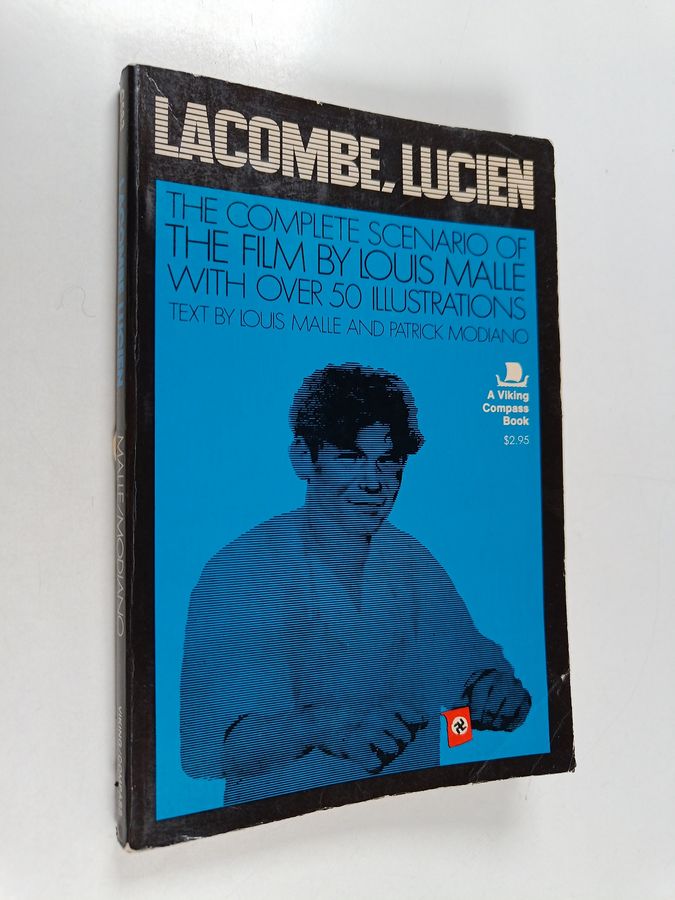 LACOMBE, LUCIEN
THE COMPLETE SCENARIO OF
THE FILM BY LOUIS MALLE
WITH OVER 50 ILLUSTRATIONS
TEXT BY LOUIS MALLE AND PATRICK MODIANO
A Viking
Compass
Book
$2.95
LACOMBE, LUCIEN
MALLE/MODIANO